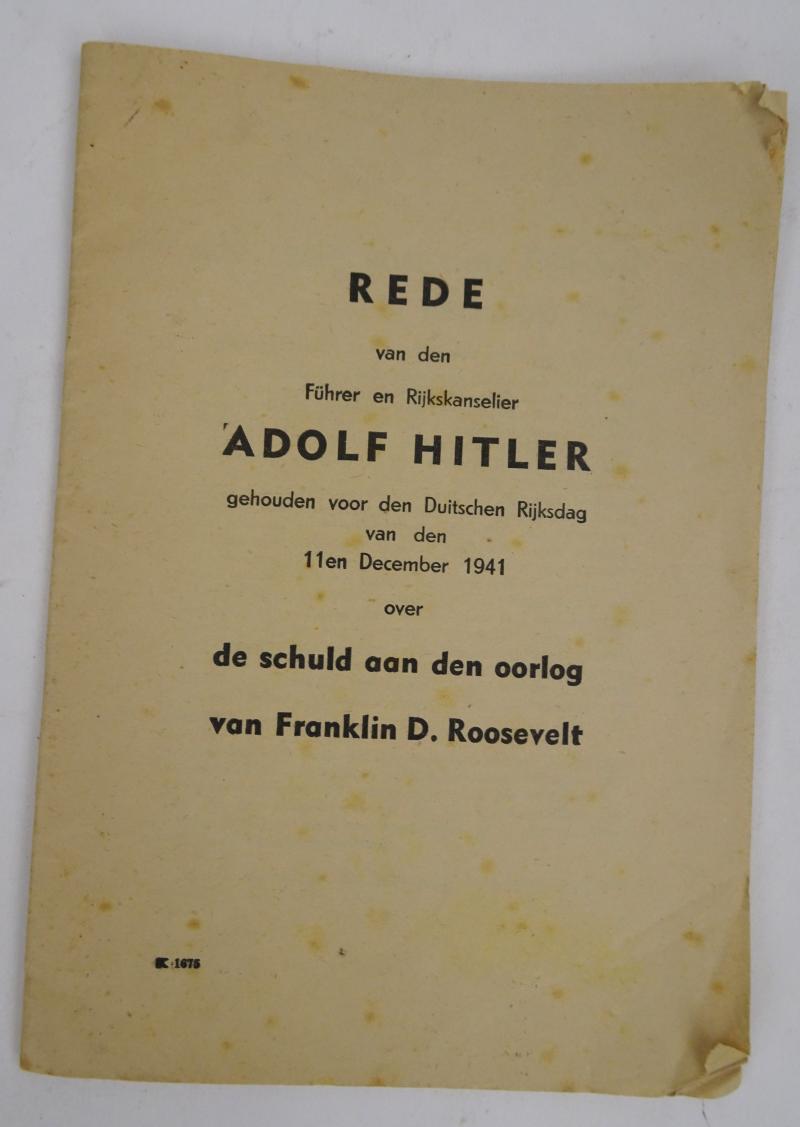 REDE
van den
Führer en Rijkskanselier
ADOLF HITLER
gehouden voor den Duitschen Rijksdag
van den
11en December 1941
over
de schuld aan den oorlog
van Franklin D. Roosevelt
K 1675